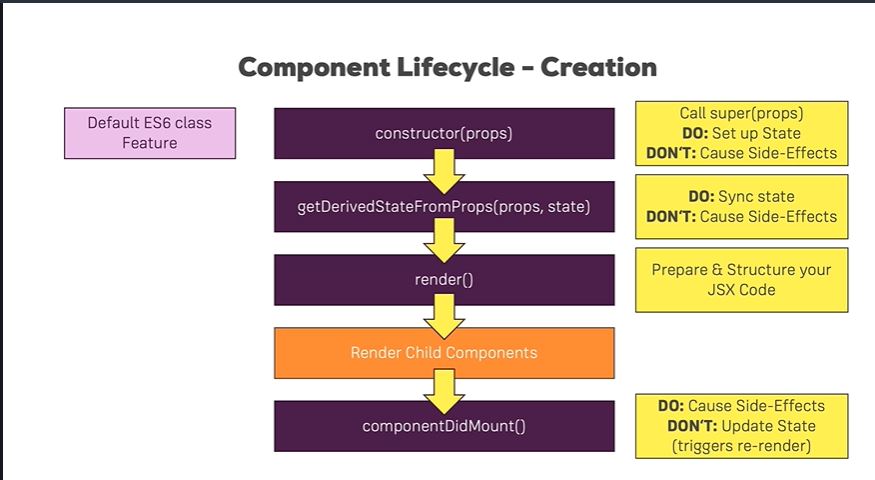 Component Lifecycle – Creation
Default ES6 class
Feature
constructor(props)
Call super(props)
DO: Set up State
DON'T: Cause Side-Effects
getDerivedStateFromProps(props, state)
DO: Sync state
DON'T: Cause Side-Effects
render()
Prepare & Structure your
JSX Code
Render Child Components
componentDidMount()
DO: Cause Side-Effects
DON'T: Update State
(triggers re-render)